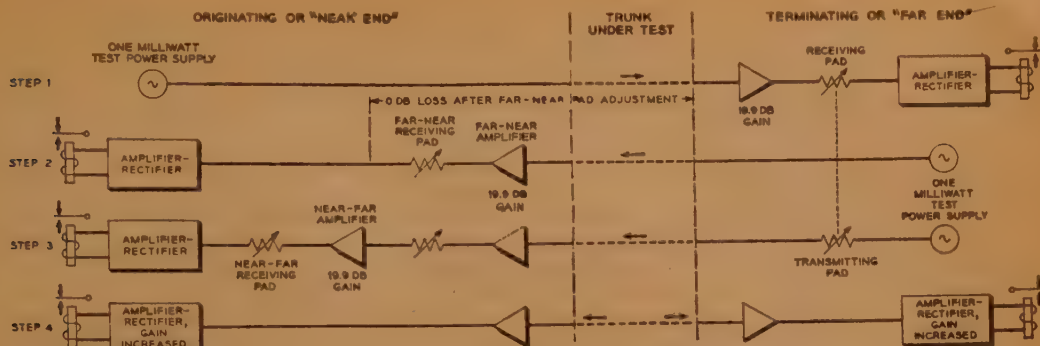 ORIGINATING OR "NEAR END"
TRUNK
UNDER TEST
TERMINATING OR "FAR END"
ONE MILLIWATT
TEST POWER SUPPLY
RECEIVING
PAD
STEP 1
AMPLIFIER-
RECTIFIER
19.9 DB
GAIN
0 DB LOSS AFTER FAR-NEAR PAD ADJUSTMENT
FAR-NEAR
RECEIVING
PAD
FAR-NEAR
AMPLIFIER
STEP 2
AMPLIFIER-
RECTIFIER
19.9 DB
GAIN
ONE
MILLIWATT
TEST
POWER SUPPLY
NEAR-FAR
AMPLIFIER
STEP 3
AMPLIFIER-
RECTIFIER
NEAR-FAR
RECEIVING
PAD
19.9 DB
GAIN
TRANSMITTING
PAD
STEP 4
AMPLIFIER-
RECTIFIER,
GAIN
INCREASED
AMPLIFIER-
RECTIFIER,
GAIN
INCREASED